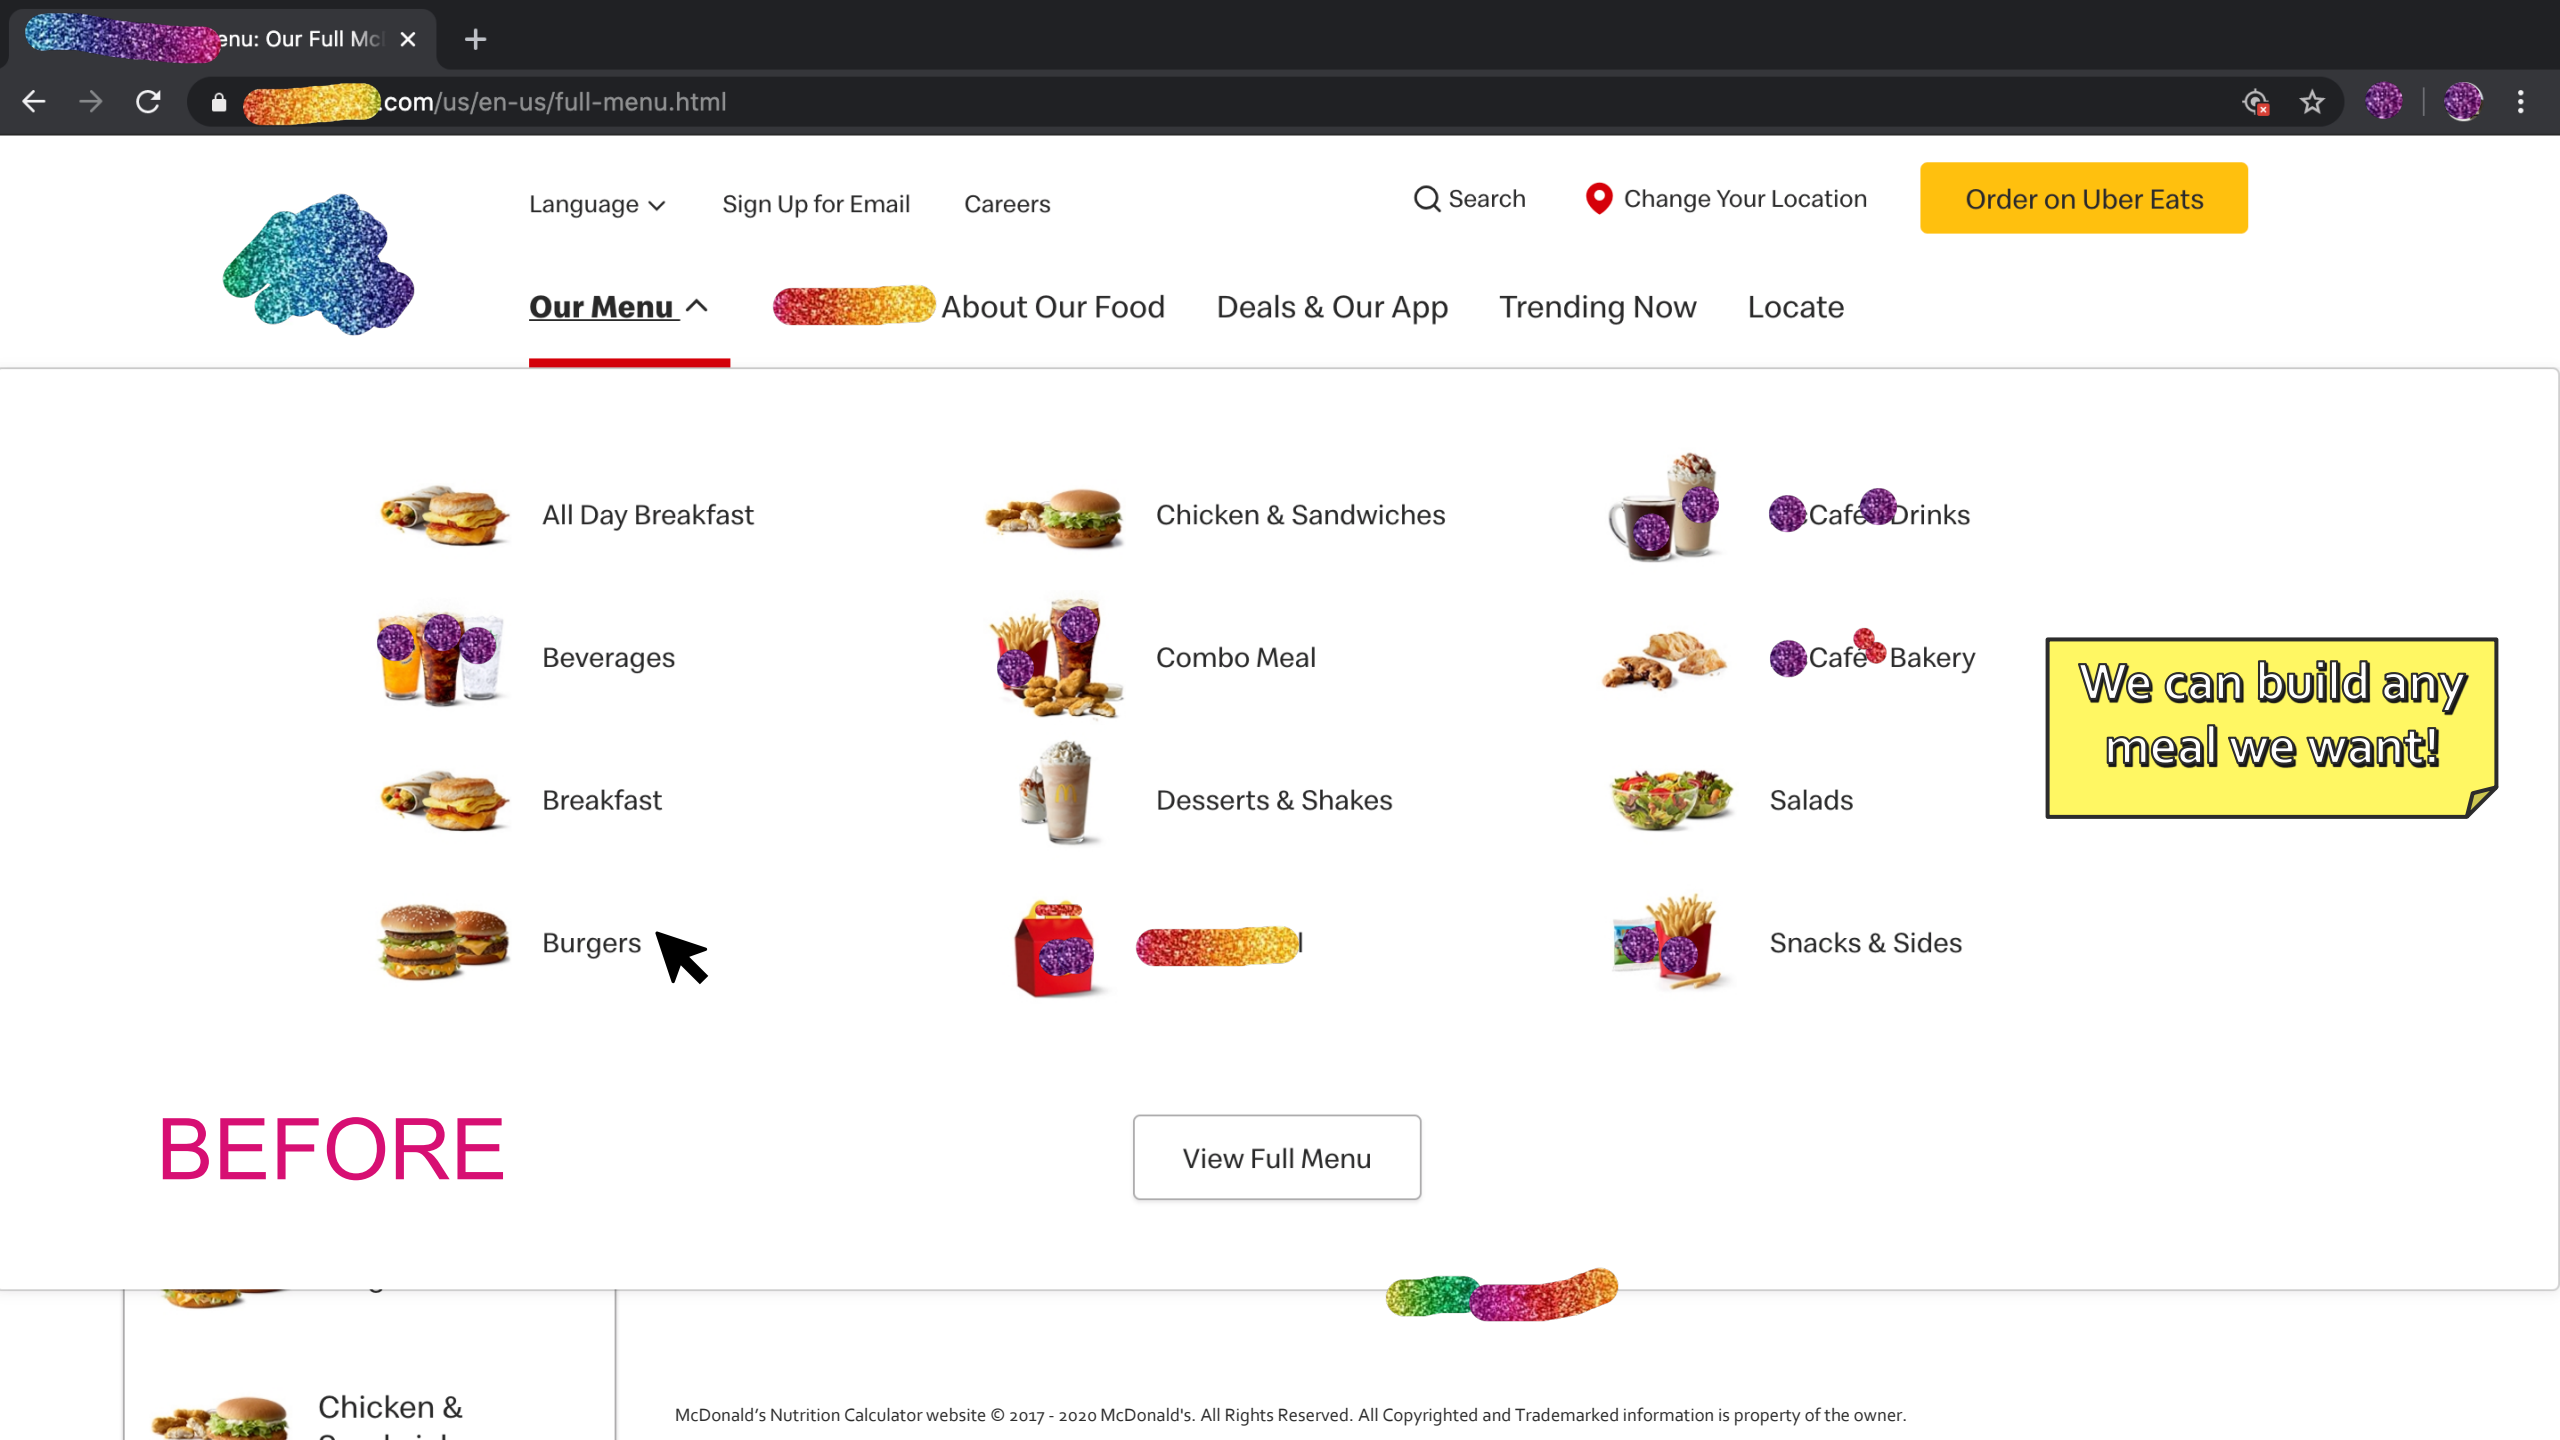 enu: Our Full Mc
.com/us/en-us/full-menu.html
Language
Sign Up for Email
Careers
Search
Change Your Location
Order on Uber Eats
Our Menu
About Our Food
Deals & Our App
Trending Now
Locate
All Day Breakfast
Chicken & Sandwiches
Café Drinks
Beverages
Combo Meal
Café Bakery
We can build any
meal we want!
Breakfast
Desserts & Shakes
Salads
Burgers
Snacks & Sides
BEFORE
View Full Menu
Chicken &
McDonald's Nutrition Calculator website © 2017 - 2020 McDonald's. All Rights Reserved. All Copyrighted and Trademarked information is property of the owner.